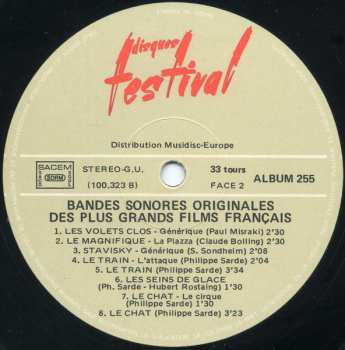 disques
festival
Distribution Musidisc-Europe
SACEM
SDRM
STEREO-G.U.
(100,323 B)
33 tours
FACE 2
ALBUM 255
BANDES SONORES ORIGINALES
DES PLUS GRANDS FILMS FRANÇAIS
1. LES VOLETS CLOS - Générique (Paul Misraki) 2'30
2. LE MAGNIFIQUE - La Piazza (Claude Bolling) 2'30
3. STAVISKY - Générique (S. Sondheim) 2'08
4. LE TRAIN - L'attaque (Philippe Sarde) 2'04
5. LE TRAIN (Philippe Sarde) 3'34
6. LES SEINS DE GLACE
(Ph. Sarde - Hubert Rostaing) 1'30
7. LE CHAT - Le cirque
(Philippe Sarde) 1'30
8. LE CHAT (Philippe Sarde) 3'23